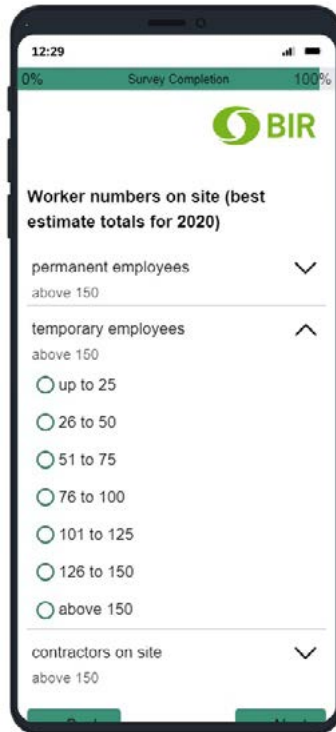 12:29
0% Survey Completion 100%
BIR
Worker numbers on site (best
estimate totals for 2020)
permanent employees
above 150
temporary employees
above 150
up to 25
26 to 50
51 to 75
76 to 100
101 to 125
126 to 150
above 150
contractors on site
above 150